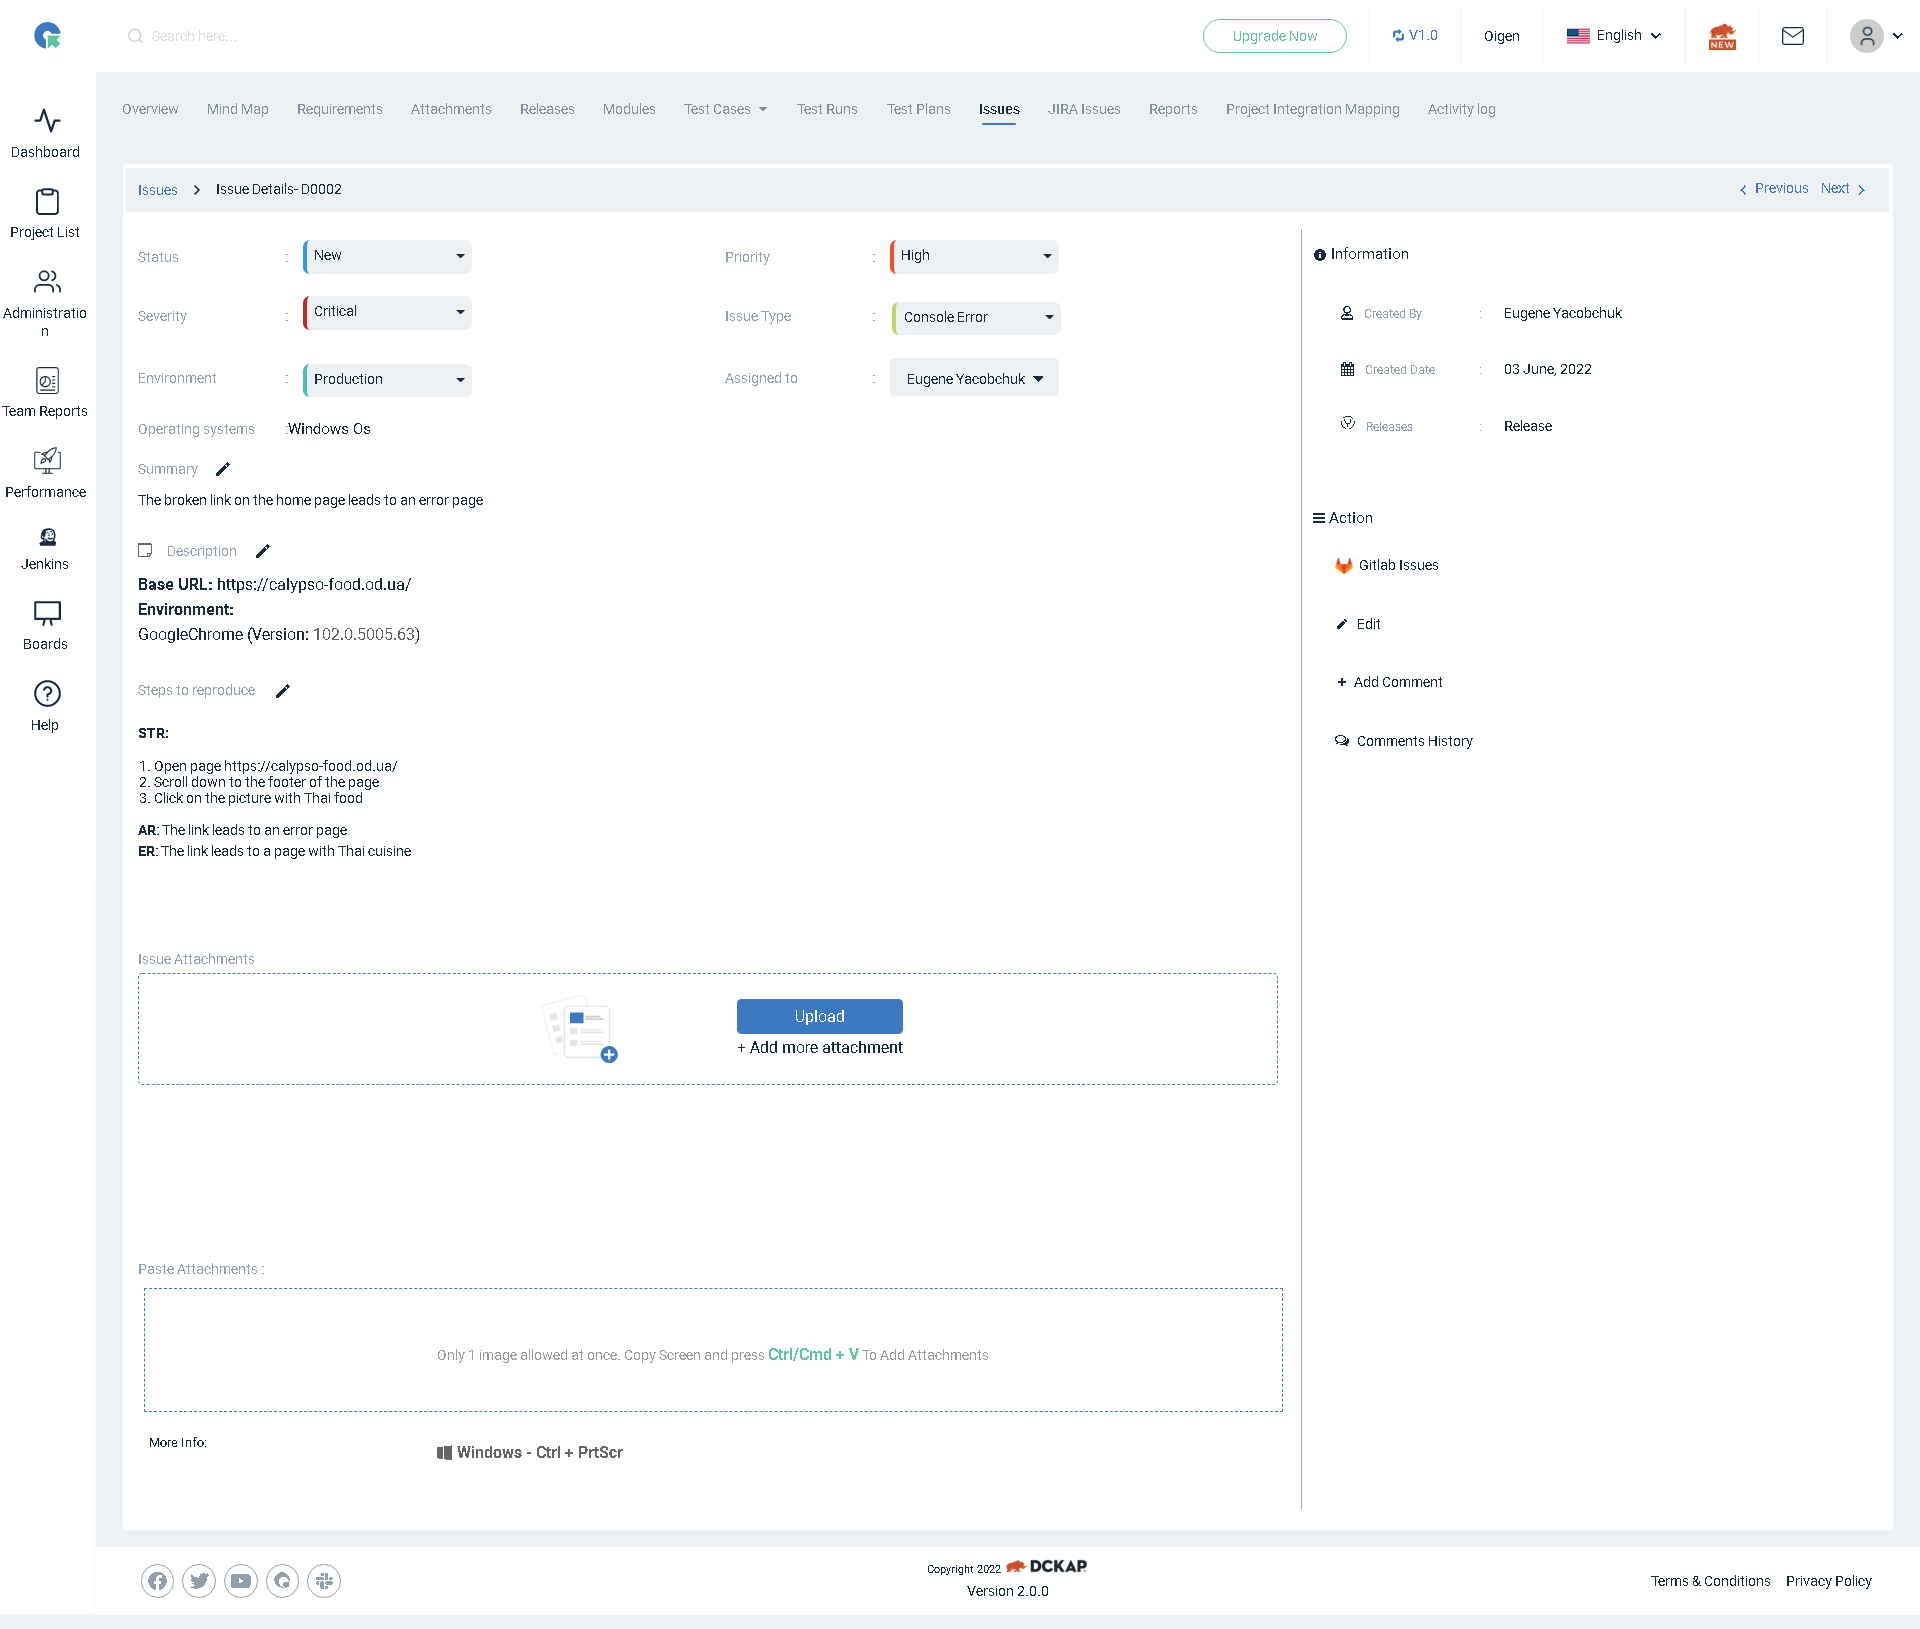 Search here...
Upgrade Now
V1.0
Oigen
English
NEW
Dashboard
Project List
Administratio
n
Team Reports
Performance
Jenkins
Boards
Help
Overview Mind Map Requirements Attachments Releases Modules Test Cases Test Runs Test Plans Issues JIRA Issues Reports Project Integration Mapping Activity log
Issues > Issue Details- D0002
Previous Next
Status : New
Priority : High
Severity : Critical
Issue Type : Console Error
Environment : Production
Assigned to : Eugene Yacobchuk
Operating systems :Windows Os
Summary
The broken link on the home page leads to an error page
Description
Base URL: https://calypso-food.od.ua/
Environment:
GoogleChrome (Version: 102.0.5005.63)
Steps to reproduce
STR:
1. Open page https://calypso-food.od.ua/
2. Scroll down to the footer of the page
3. Click on the picture with Thai food
AR: The link leads to an error page
ER: The link leads to a page with Thai cuisine
Issue Attachments
Upload
+ Add more attachment
Paste Attachments :
Only 1 image allowed at once. Copy Screen and press Ctrl/Cmd + V To Add Attachments
More Info:
Windows - Ctrl + PrtScr
Information
Created By : Eugene Yacobchuk
Created Date : 03 June, 2022
Releases : Release
Action
Gitlab Issues
Edit
+ Add Comment
Comments History
Copyright 2022 DCKAP
Version 2.0.0
Terms & Conditions Privacy Policy